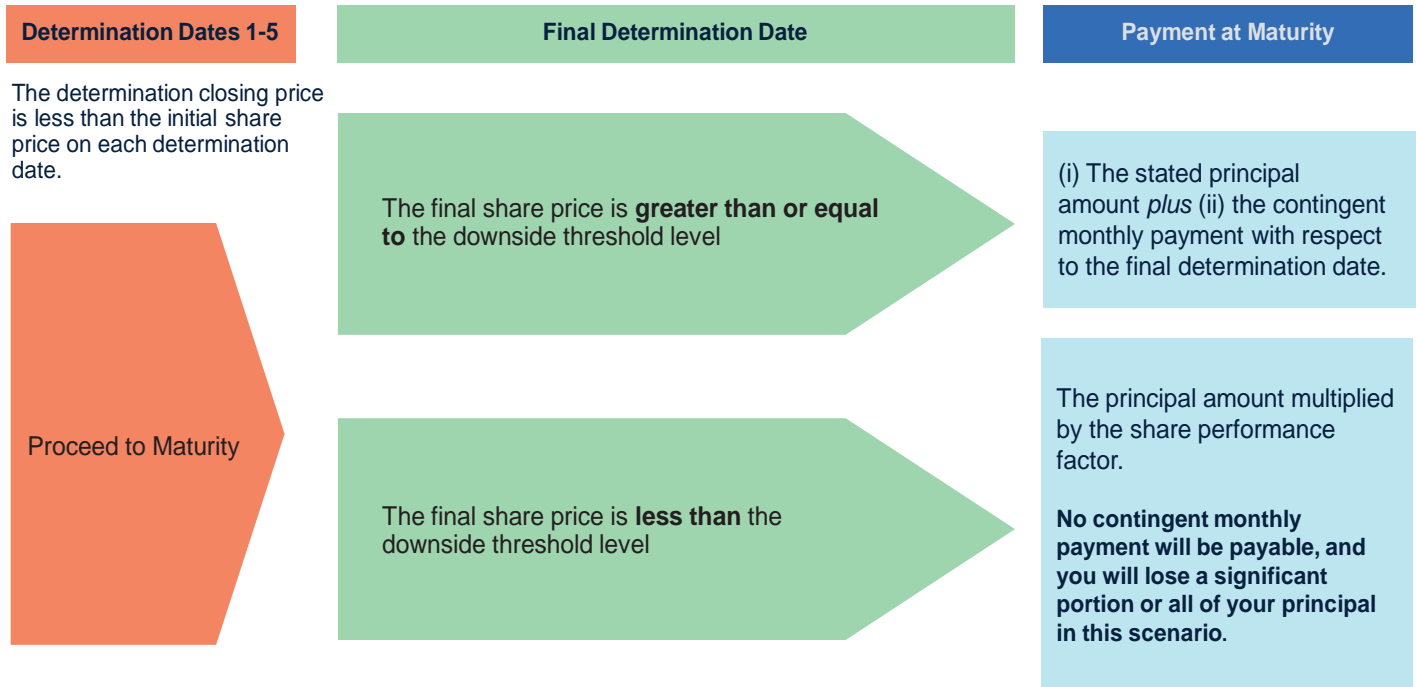 Determination Dates 1-5
Final Determination Date
Payment at Maturity
The determination closing price
is less than the initial share
price on each determination
date.
Proceed to Maturity
The final share price is greater than or equal
to the downside threshold level
(i) The stated principal
amount plus (ii) the contingent
monthly payment with respect
to the final determination date.
The final share price is less than the
downside threshold level
The principal amount multiplied
by the share performance
factor.
No contingent monthly
payment will be payable, and
you will lose a significant
portion or all of your principal
in this scenario.